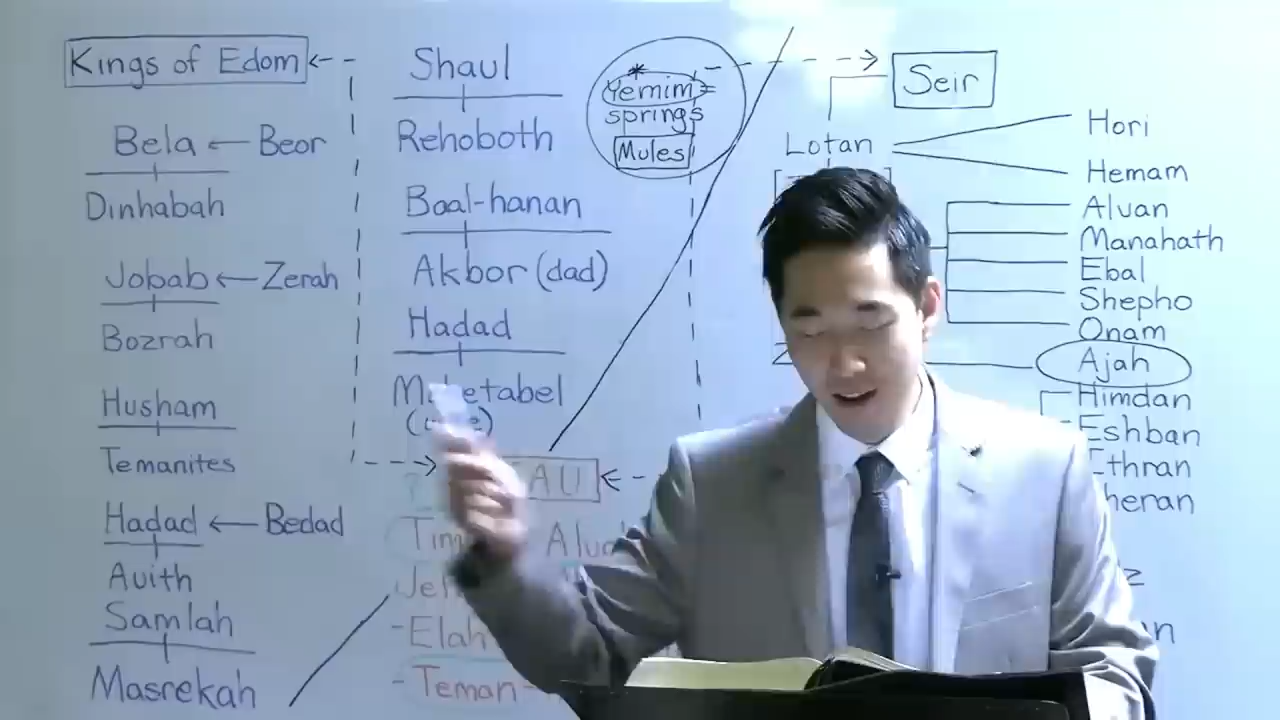 Kings of Edom
Bela ← Beor
Dinhabah
Jobab ← Zerah
Bozrah
Husham
Temanites
Hadad ← Bedad
Avith
Samlah
Masrekah
Shaul
Rehoboth
Baal-hanan
Akbor (dad)
Hadad
*
Yemim =
springs
Mules
-Elah
-Teman-
Seir
Lotan
Hori
Hemam
Alvan
Manahath
Ebal
Shepho
Onam
Ajah
Himdan
Eshban